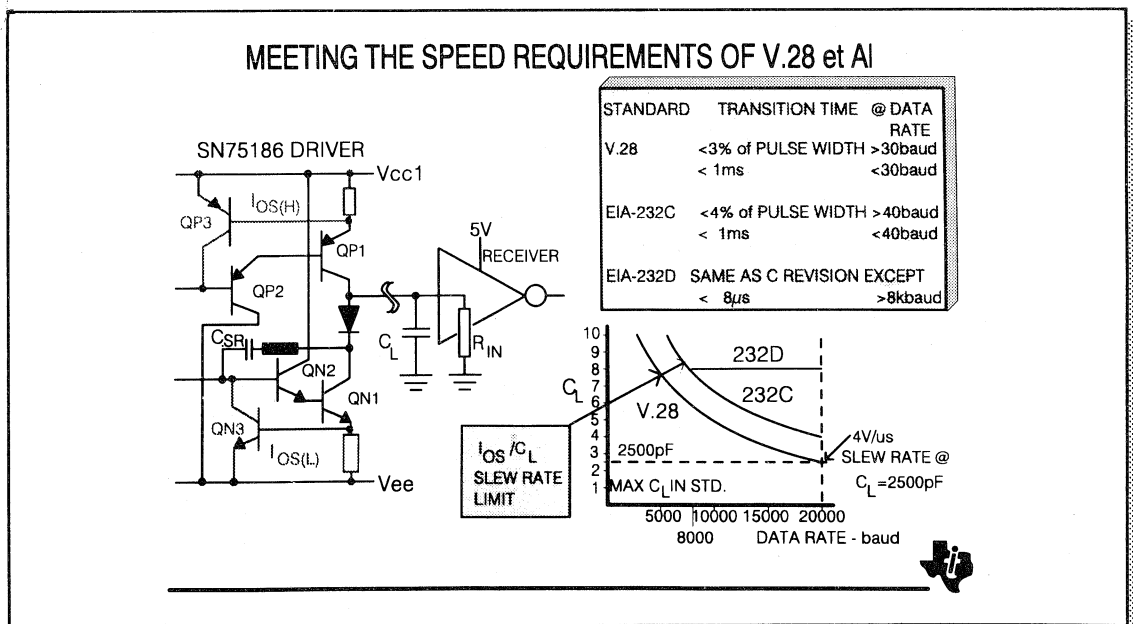 MEETING THE SPEED REQUIREMENTS OF V.28 et Al
STANDARD TRANSITION TIME @ DATA
RATE
V.28 <3% of PULSE WIDTH >30baud
< 1ms <30baud
EIA-232C <4% of PULSE WIDTH >40baud
< 1ms <40baud
EIA-232D SAME AS C REVISION EXCEPT
< 8µs >8kbaud
SN75186 DRIVER
Vcc1
IOS(H)
QP3
QP1
QP2
CSR
QN2
QN1
QN3
IOS(L)
Vee
5V
RECEIVER
CL
RIN
IOS /CL
SLEW RATE
LIMIT
10
9
8
7
6
5
4
3
2
1
CL
232D
232C
V.28
2500pF
MAX CL IN STD.
4V/us
SLEW RATE @
CL =2500pF
5000 10000 15000 20000
8000 DATA RATE - baud
i